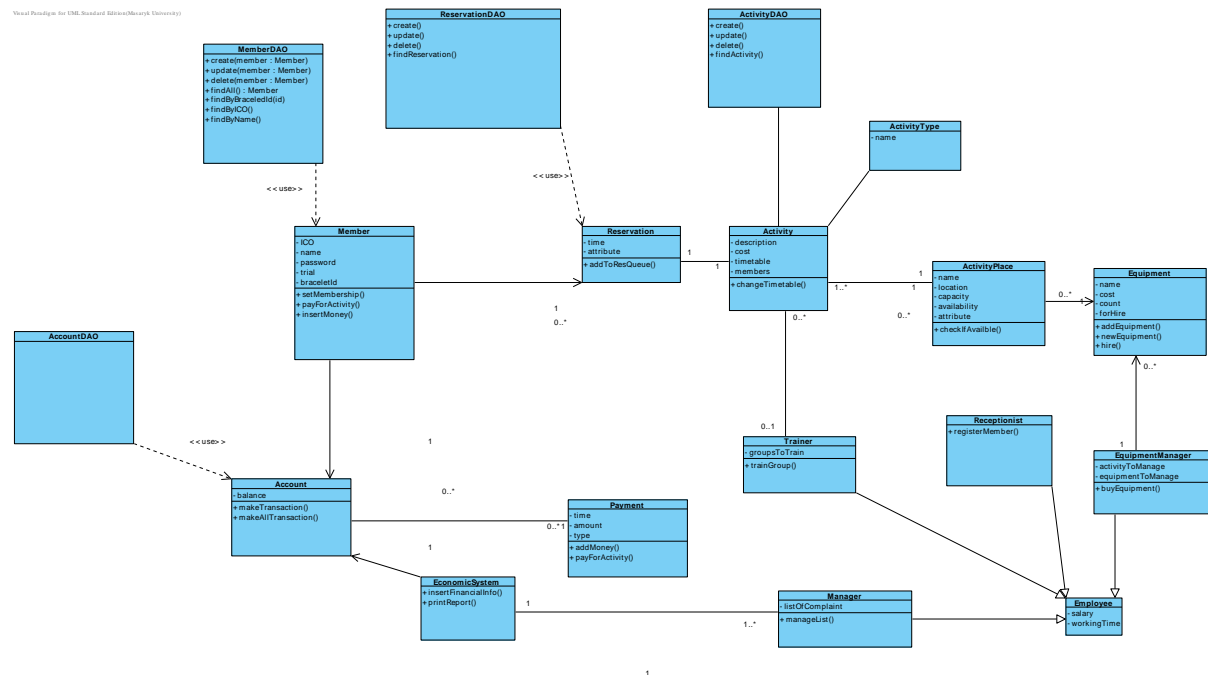 Visual Paradigm for UML Standard Edition(Masaryk University)
ReservationDAO
+ create()
+ update()
+ delete()
+ findReservation()
ActivityDAO
+ create()
+ update()
+ delete()
+ findActivity()
MemberDAO
+ create(member : Member)
+ update(member : Member)
+ delete(member : Member)
+ findAll() : Member
+ findByBraceledId(id)
+ findByICO()
+ findByName()
ActivityType
- name
<<use>>
<<use>>
Member
- ICO
- name
- password
- trial
- braceletId
+ setMembership()
+ payForActivity()
+ insertMoney()
Reservation
- time
- attribute
+ addToResQueue()
1
1
Activity
- description
- cost
- timetable
- members
+ changeTimetable()
1..*
0..*
1
1
0..*
ActivityPlace
- name
- location
- capacity
- availability
- attribute
+ checkIfAvailble()
0..*
1
Equipment
- name
- cost
- count
- forHire
+ addEquipment()
+ newEquipment()
+ hire()
1
0..*
0..*
AccountDAO
<<use>>
1
0..*
0..1
Trainer
- groupsToTrain
+ trainGroup()
Receptionist
+ registerMember()
1
EquipmentManager
- activityToManage
- equipmentToManage
+ buyEquipment()
Account
- balance
+ makeTransaction()
+ makeAllTransaction()
0..*
1
Payment
- time
- amount
- type
+ addMoney()
+ payForActivity()
1
EconomicSystem
+ insertFinancialInfo()
+ printReport()
1
1..*
Manager
- listOfComplaint
+ manageList()
Employee
- salary
- workingTime
1